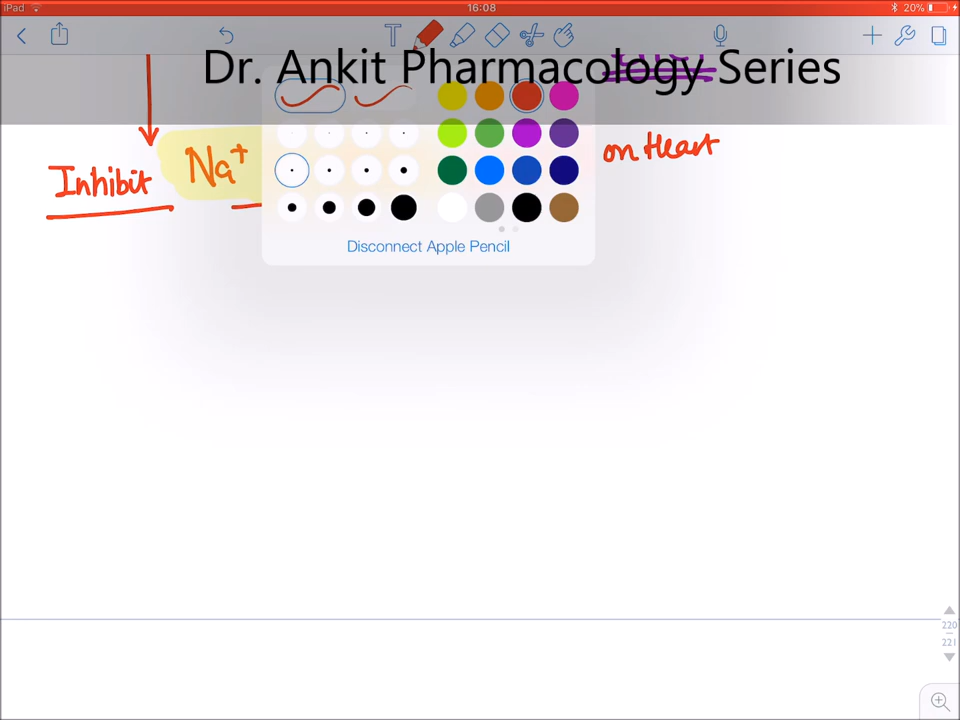 iPad 16:08 20%
Dr. Ankit Pharmacology Series
on Heart
Inhibit Na+
Disconnect Apple Pencil
220
221